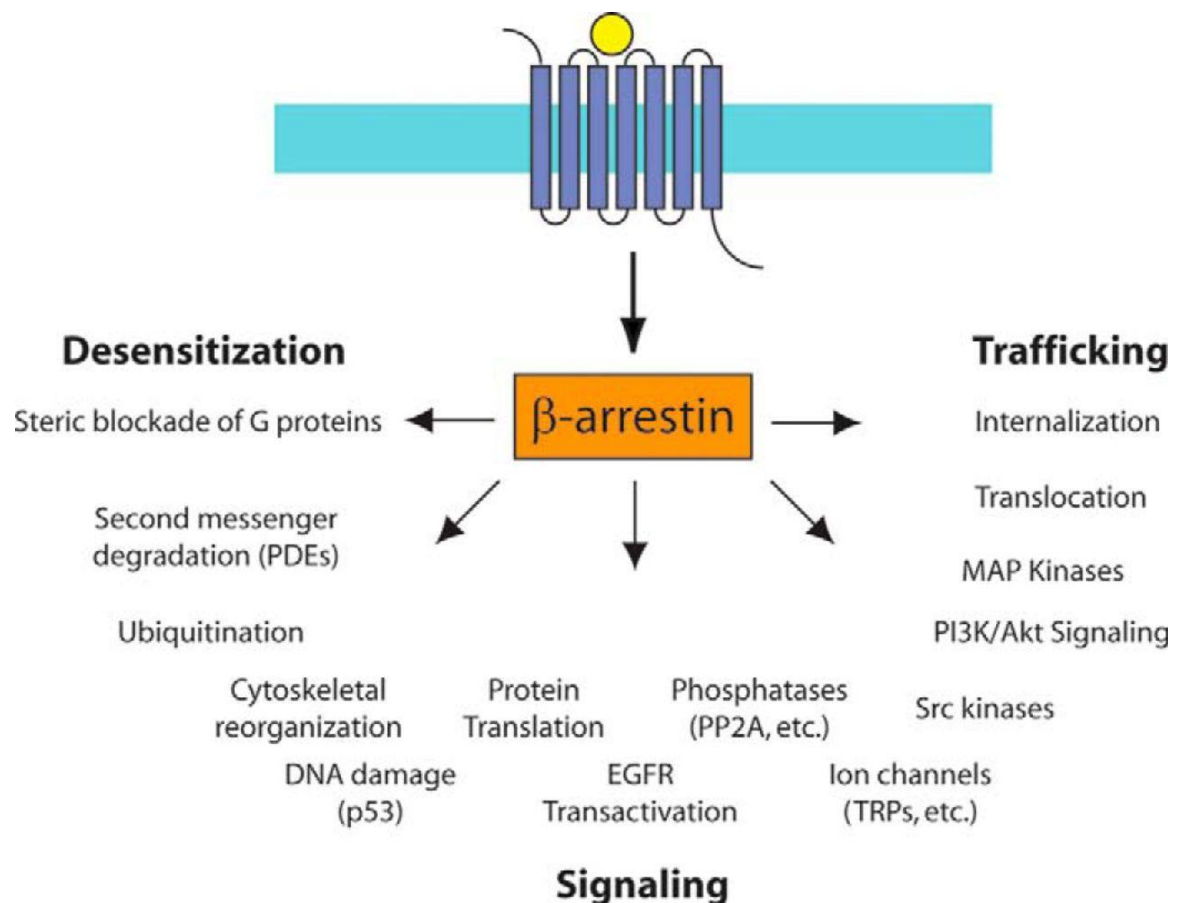 Desensitization
Trafficking
β-arrestin
Steric blockade of G proteins
Internalization
Second messenger
degradation (PDEs)
Translocation
MAP Kinases
Ubiquitination
PI3K/Akt Signaling
Cytoskeletal
reorganization
Protein
Translation
Phosphatases
(PP2A, etc.)
Src kinases
DNA damage
(p53)
EGFR
Transactivation
Ion channels
(TRPs, etc.)
Signaling